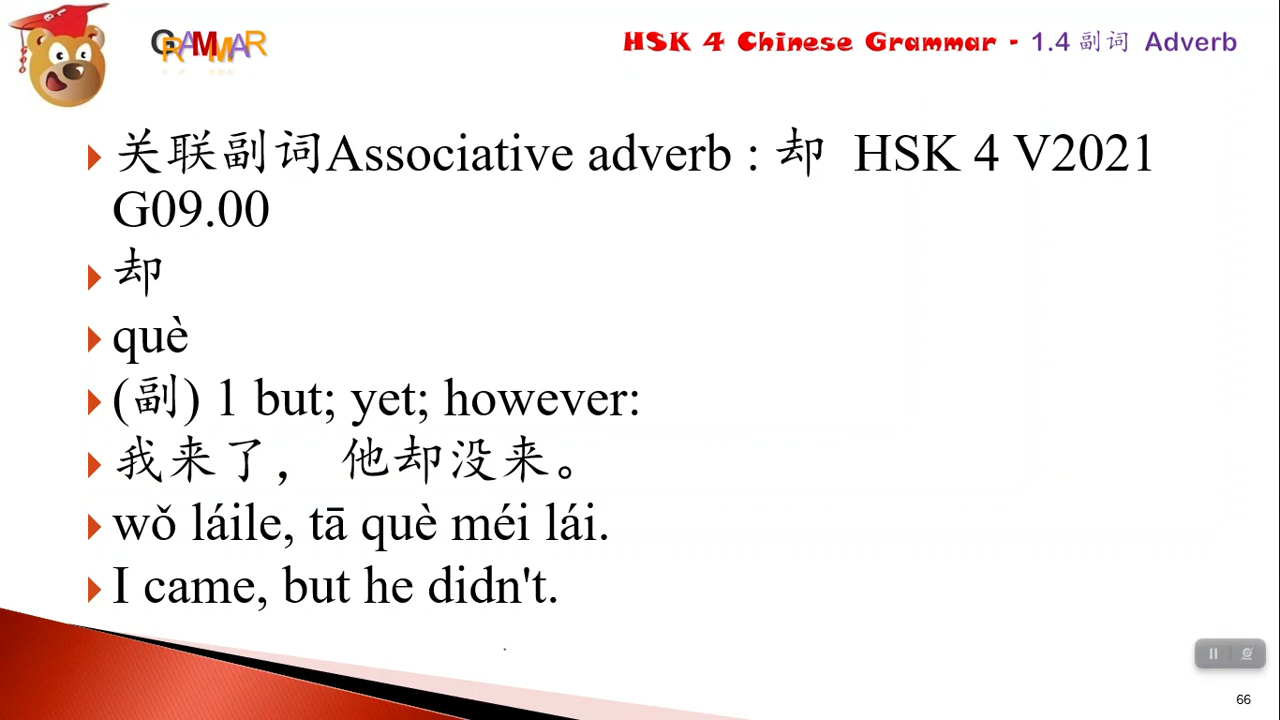 GRAMMAR
HSK 4 Chinese Grammar - 1.4 副词 Adverb
关联副词Associative adverb : 却 HSK 4 V2021
G09.00
却
què
(副) 1 but; yet; however:
我来了， 他却没来。
wǒ láile, tā què méi lái.
I came, but he didn't.
66